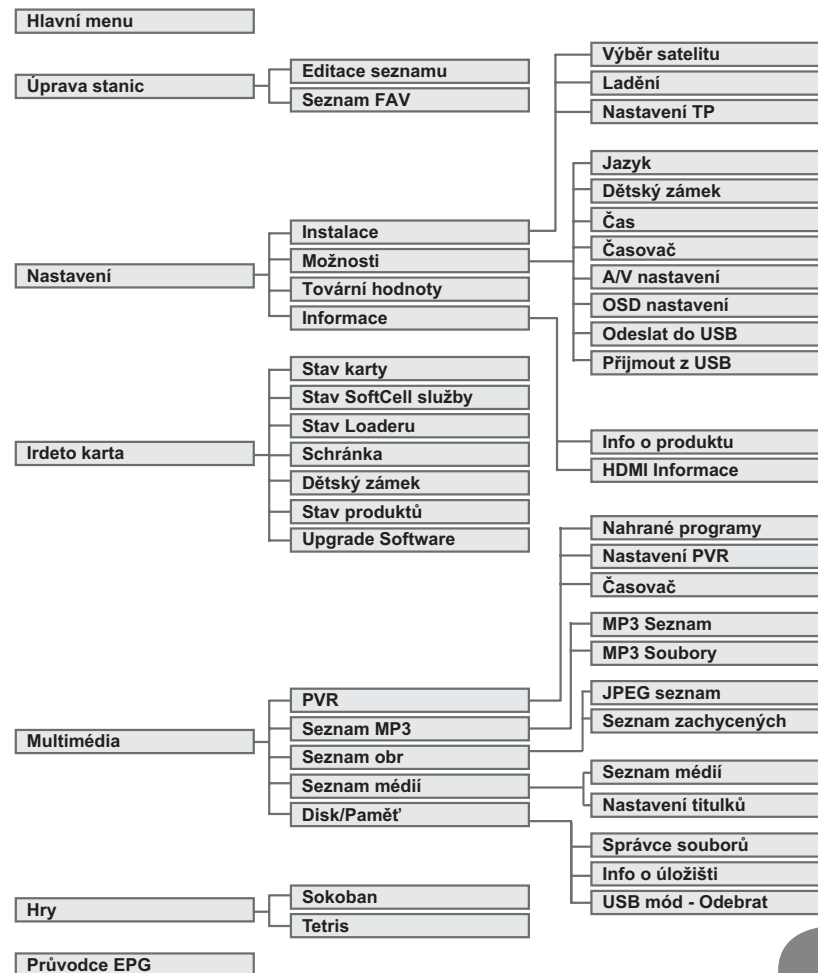 Hlavní menu
Úprava stanic
Editace seznamu
Seznam FAV
Nastavení
Instalace
Výběr satelitu
Ladění
Nastavení TP
Možnosti
Jazyk
Dětský zámek
Čas
Časovač
A/V nastavení
OSD nastavení
Odeslat do USB
Přijmout z USB
Tovární hodnoty
Informace
Info o produktu
HDMI Informace
Irdeto karta
Stav karty
Stav SoftCell služby
Stav Loaderu
Schránka
Dětský zámek
Stav produktů
Upgrade Software
Multimédia
PVR
Nahrané programy
Nastavení PVR
Časovač
Seznam MP3
MP3 Seznam
MP3 Soubory
Seznam obr
JPEG seznam
Seznam zachycených
Seznam médií
Seznam médií
Nastavení titulků
Disk/Paměť
Správce souborů
Info o úložišti
USB mód - Odebrat
Hry
Sokoban
Tetris
Průvodce EPG